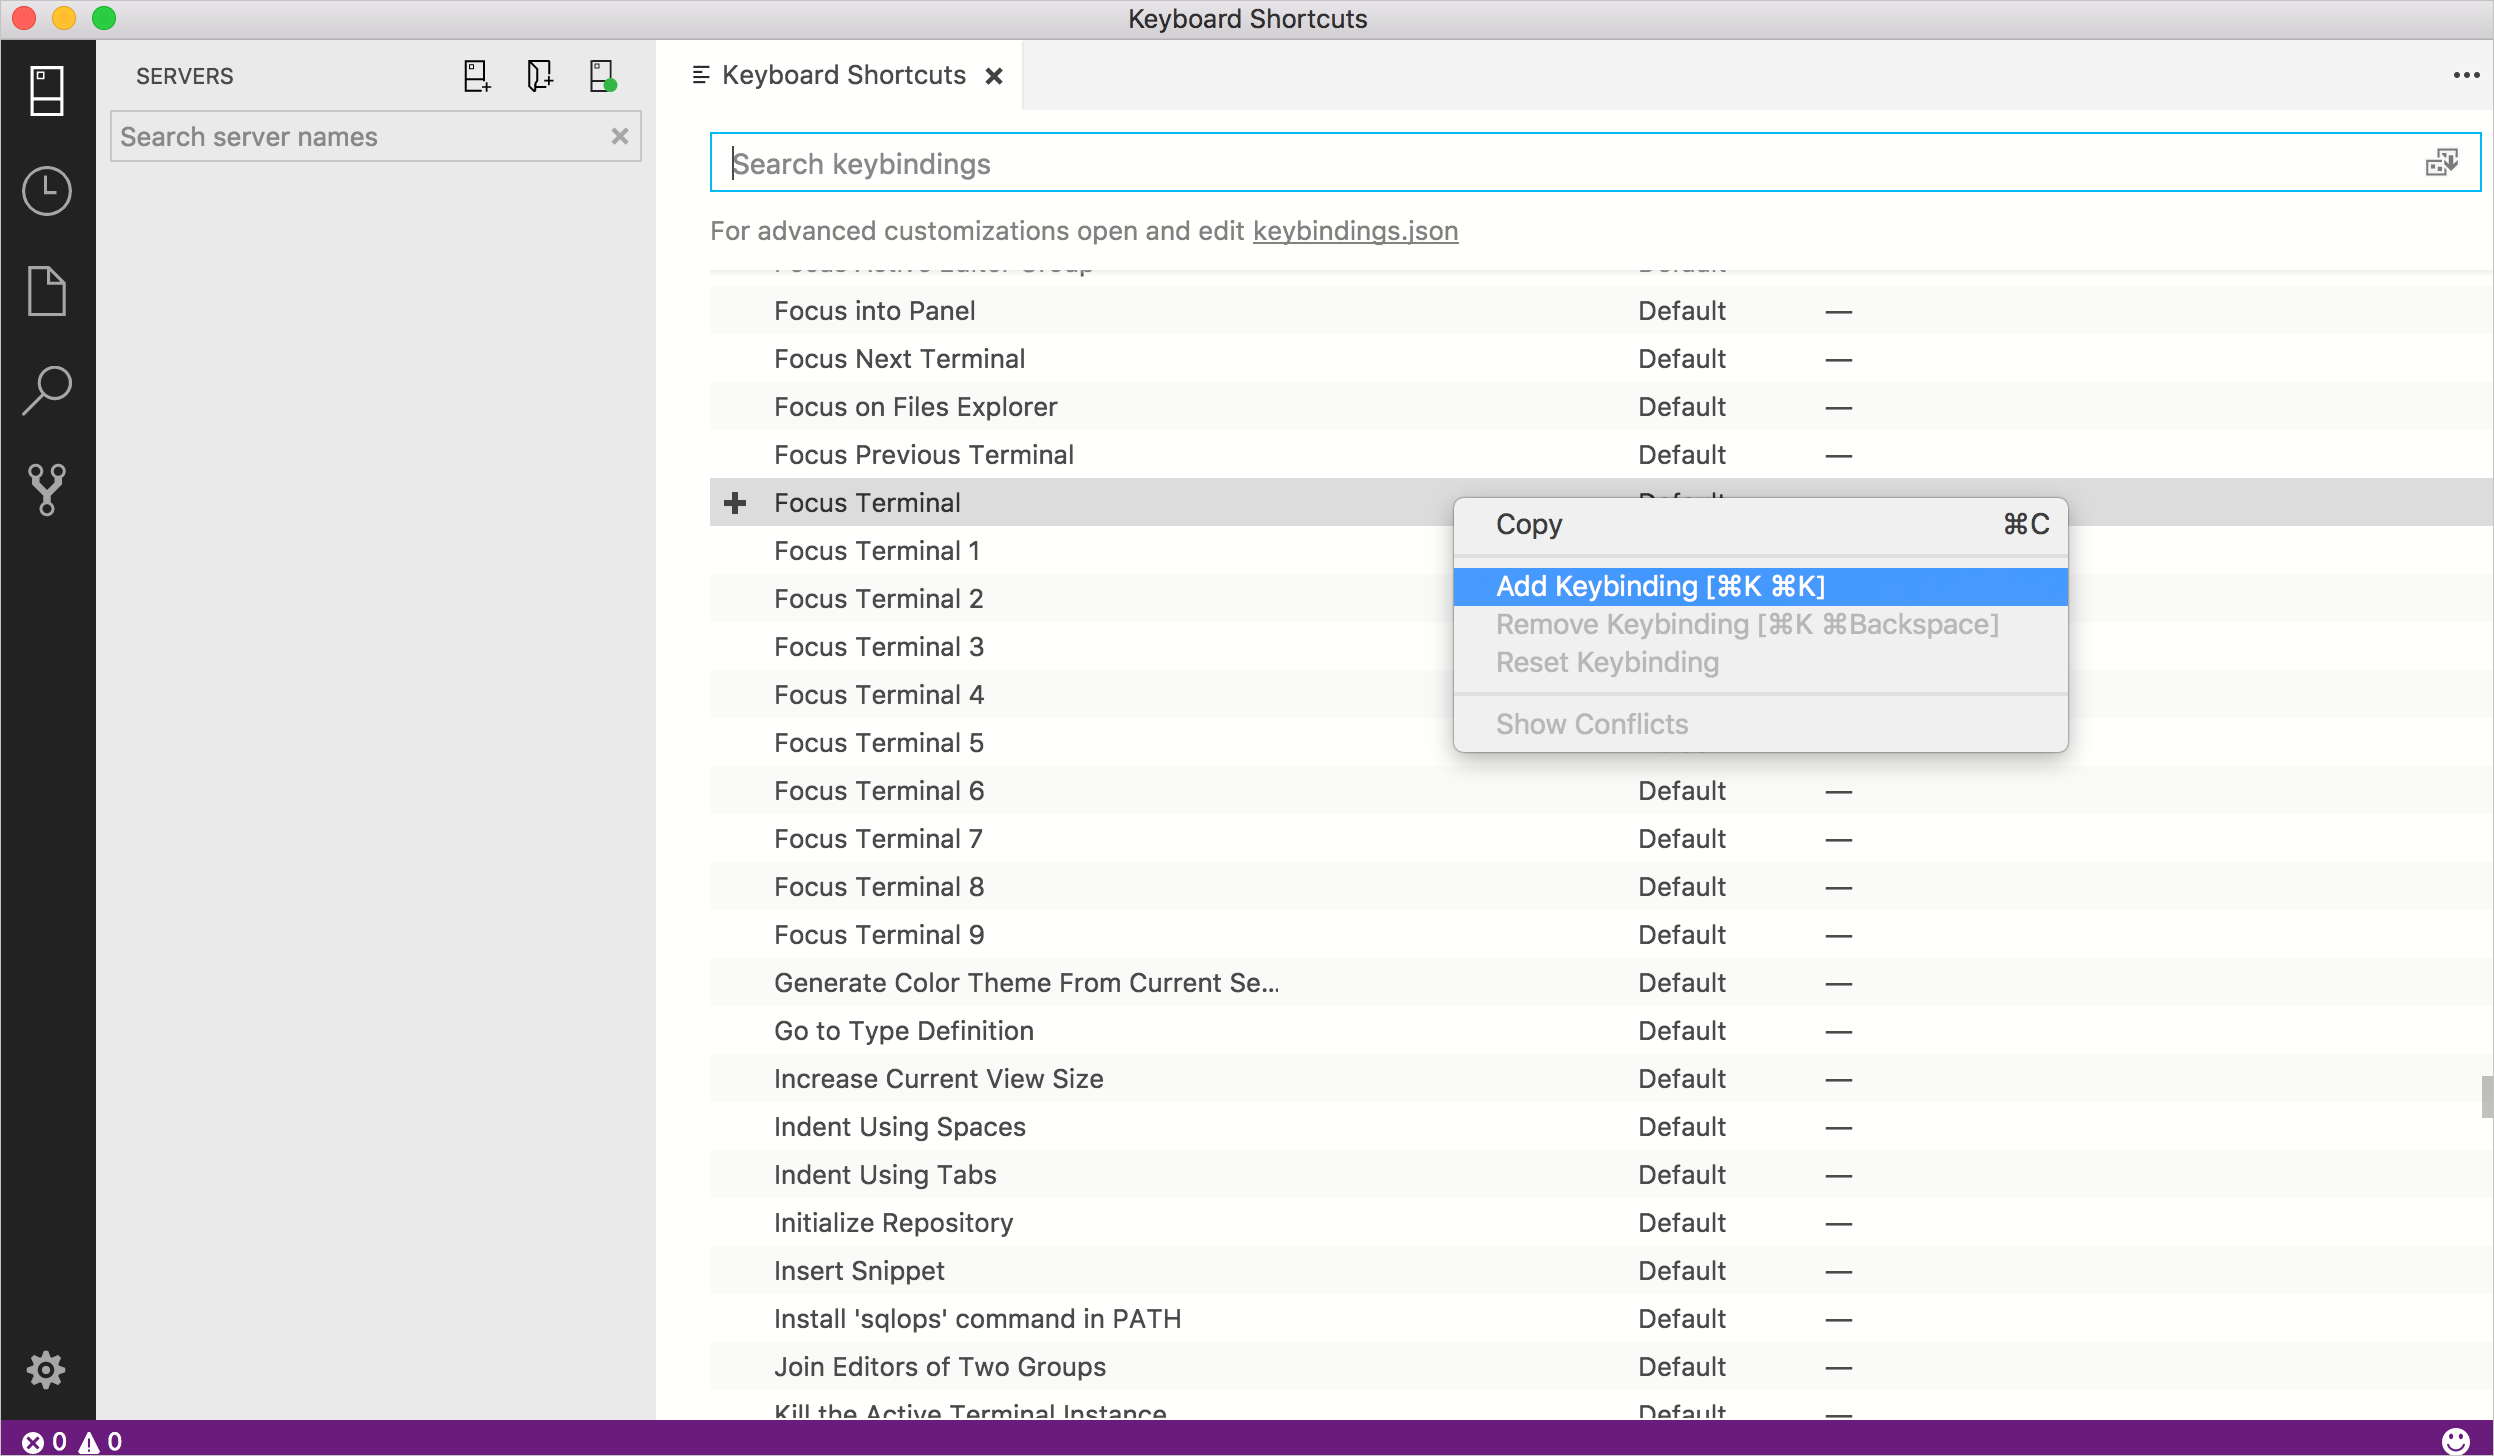 Keyboard Shortcuts
SERVERS
Search server names
Keyboard Shortcuts
Search keybindings
For advanced customizations open and edit keybindings.json
Focus Active Editor Group Default
Focus into Panel Default —
Focus Next Terminal Default —
Focus on Files Explorer Default —
Focus Previous Terminal Default —
Focus Terminal Default
Copy ⌘C
Add Keybinding [⌘K ⌘K]
Remove Keybinding [⌘K ⌘Backspace]
Reset Keybinding
Show Conflicts
Focus Terminal 1
Focus Terminal 2
Focus Terminal 3
Focus Terminal 4
Focus Terminal 5
Focus Terminal 6 Default —
Focus Terminal 7 Default —
Focus Terminal 8 Default —
Focus Terminal 9 Default —
Generate Color Theme From Current Se... Default —
Go to Type Definition Default —
Increase Current View Size Default —
Indent Using Spaces Default —
Indent Using Tabs Default —
Initialize Repository Default —
Insert Snippet Default —
Install 'sqlops' command in PATH Default —
Join Editors of Two Groups Default —
Kill the Active Terminal Instance Default —
0 0